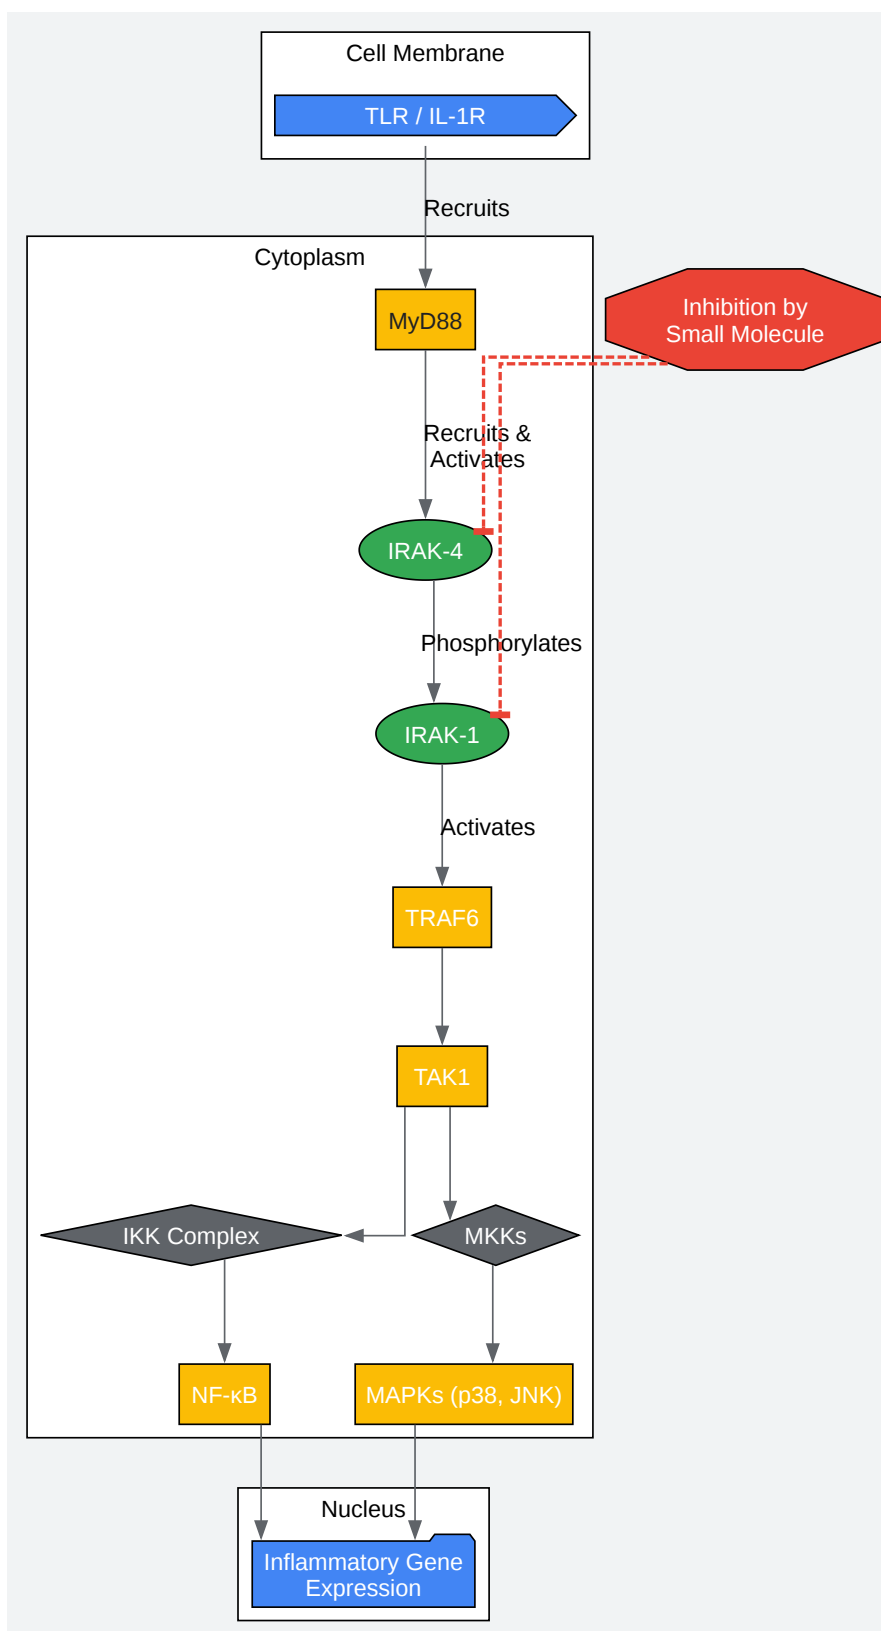 Cell Membrane
TLR / IL-1R
Recruits
Cytoplasm
MyD88
Inhibition by
Small Molecule
Recruits &
Activates
IRAK-4
Phosphorylates
IRAK-1
Activates
TRAF6
TAK1
IKK Complex
MKKs
NF-κB
MAPKs (p38, JNK)
Nucleus
Inflammatory Gene
Expression